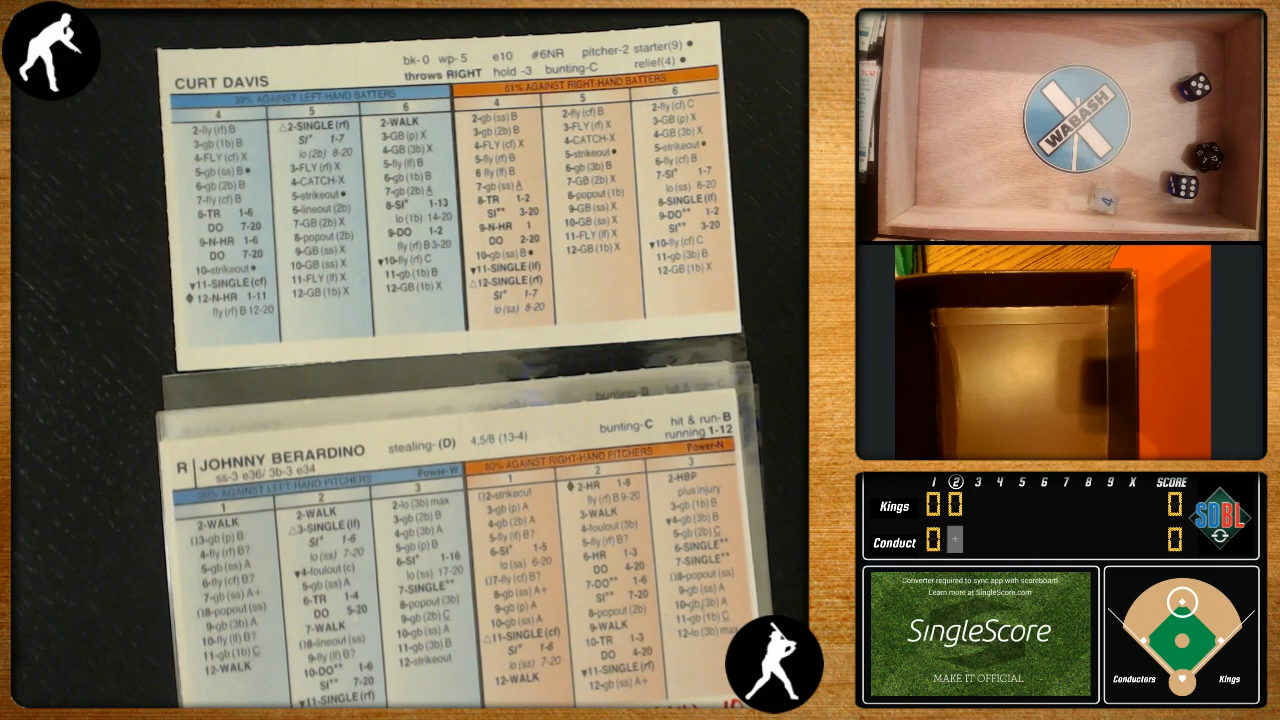 CURT DAVIS
bk-0 wp-5 e10 #6NR pitcher-2 starter(9) •
throws RIGHT hold -3 bunting-C relief(4) •
39% AGAINST LEFT-HAND BATTERS
61% AGAINST RIGHT-HAND BATTERS
4
2-fly (rf) B
3-gb (1b) B
4-FLY (cf) X
5-gb (ss) B •
6-gb (2b) B
7-fly (cf) B
8-TR 1-6
DO 7-20
9-N-HR 1-6
DO 7-20
10-strikeout •
▼11-SINGLE (cf)
♦ 12-N-HR 1-11
fly (rf) B 12-20
5
△2-SINGLE (rf)
SI* 1-7
lo (2b) 8-20
3-FLY (rf) X
4-CATCH-X
5-strikeout •
6-lineout (2b)
7-GB (2b) X
8-popout (2b)
9-GB (ss) X
10-GB (ss) X
11-FLY (lf) X
12-GB (1b) X
6
2-WALK
3-GB (p) X
4-GB (3b) X
5-fly (lf) B
6-gb (1b) B
7-gb (2b) A
8-SI* 1-13
lo (1b) 14-20
9-DO 1-2
fly (rf) B 3-20
▼10-fly (rf) C
11-gb (1b) B
12-GB (1b) X
4
2-gb (ss) B
3-gb (2b) B
4-FLY (cf) X
5-fly (rf) B
6 fly (lf) B
7-gb (ss) A
8-TR 1-2
SI** 3-20
9-N-HR 1
DO 2-20
10-gb (ss) B •
▼11-SINGLE (lf)
△12-SINGLE (rf)
SI* 1-7
lo (ss) 8-20
5
2-fly (cf) B
3-FLY (rf) X
4-CATCH-X
5-strikeout •
6-gb (3b) B
7-GB (2b) X
8-popout (1b)
9-GB (ss) X
10-GB (ss) X
11-FLY (lf) X
12-GB (1b) X
6
2-fly (cf) C
3-GB (p) X
4-GB (3b) X
5-strikeout •
6-fly (cf) B
7-SI* 1-7
lo (ss) 8-20
8-SINGLE (lf)
9-DO** 1-2
SI** 3-20
▼10-fly (cf) C
11-gb (3b) B
12-GB (1b) X
R JOHNNY BERARDINO
stealing- (D) 4,5/8 (13-4)
bunting-C hit & run-B
running 1-12
ss-3 e36/ 3b-3 e34
AGAINST LEFT-HAND PITCHERS Power-W
AGAINST RIGHT-HAND PITCHERS Power-N
1
2-WALK
3-gb (p) B
4-fly (lf) B?
5-gb (ss) A
6-fly (cf) B?
7-gb (ss) A+
8-popout (ss)
9-gb (3b) A
10-fly (lf) B?
11-gb (1b) C
12-WALK
2
2-WALK
△3-SINGLE (lf)
SI* 1-6
lo (ss) 7-20
▼4-foulout (c)
5-gb (ss) A
6-TR 1-4
DO 5-20
7-WALK
8-lineout (ss)
9-fly (lf) B?
10-DO** 1-6
SI** 7-20
▼11-SINGLE (rf)
3
2-lo (3b) max
3-gb (2b) B
4-gb (3b) A
5-gb (p) B
6-SI* 1-16
lo (ss) 17-20
7-SINGLE**
8-popout (3b)
9-gb (2b) C
10-gb (ss) A
11-gb (3b) B
12-strikeout
1
2-strikeout
3-gb (p) A
4-gb (2b) A
5-fly (lf) B?
6-SI* 1-5
lo (ss) 6-20
7-fly (cf) B?
8-gb (ss) A+
9-gb (p) A
10-gb (3b) A
△11-SINGLE (cf)
SI* 1-6
lo (ss) 7-20
12-WALK
2
♦ 2-HR 1-8
fly (rf) B 9-20
3-WALK
4-foulout (3b)
5-fly (rf) B?
6-HR 1-3
DO 4-20
7-DO** 1-6
SI** 7-20
8-popout (2b)
9-WALK
10-TR 1-3
DO 4-20
▼11-SINGLE (rf)
12-gb (ss) A+
3
2-HBP
plus injury
3-gb (1b) B
▼4-gb (3b) B
5-gb (2b) C
6-SINGLE**
7-SINGLE**
8-popout (ss)
9-gb (ss) A
10-gb (3b) A
11-gb (1b) C
12-lo (3b) max
WABASH
4
1 2 3 4 5 6 7 8 9 X SCORE
Kings 0 0 0
Conduct 0 + 0
SDBL
Converter required to sync app with scoreboard
Learn more at SingleScore.com
SINGLESCORE
MAKE IT OFFICIAL
Conductors Kings